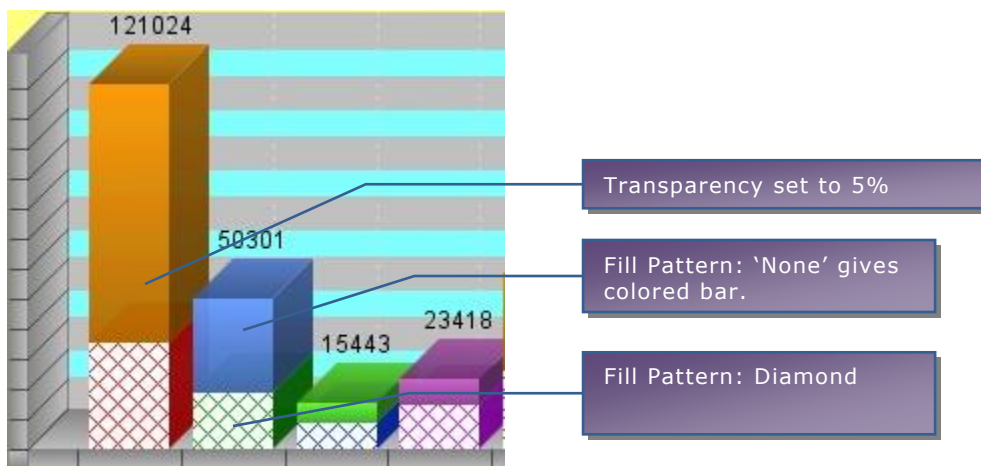 121024
50301
15443
23418
Transparency set to 5%
Fill Pattern: ‘None’ gives
colored bar.
Fill Pattern: Diamond